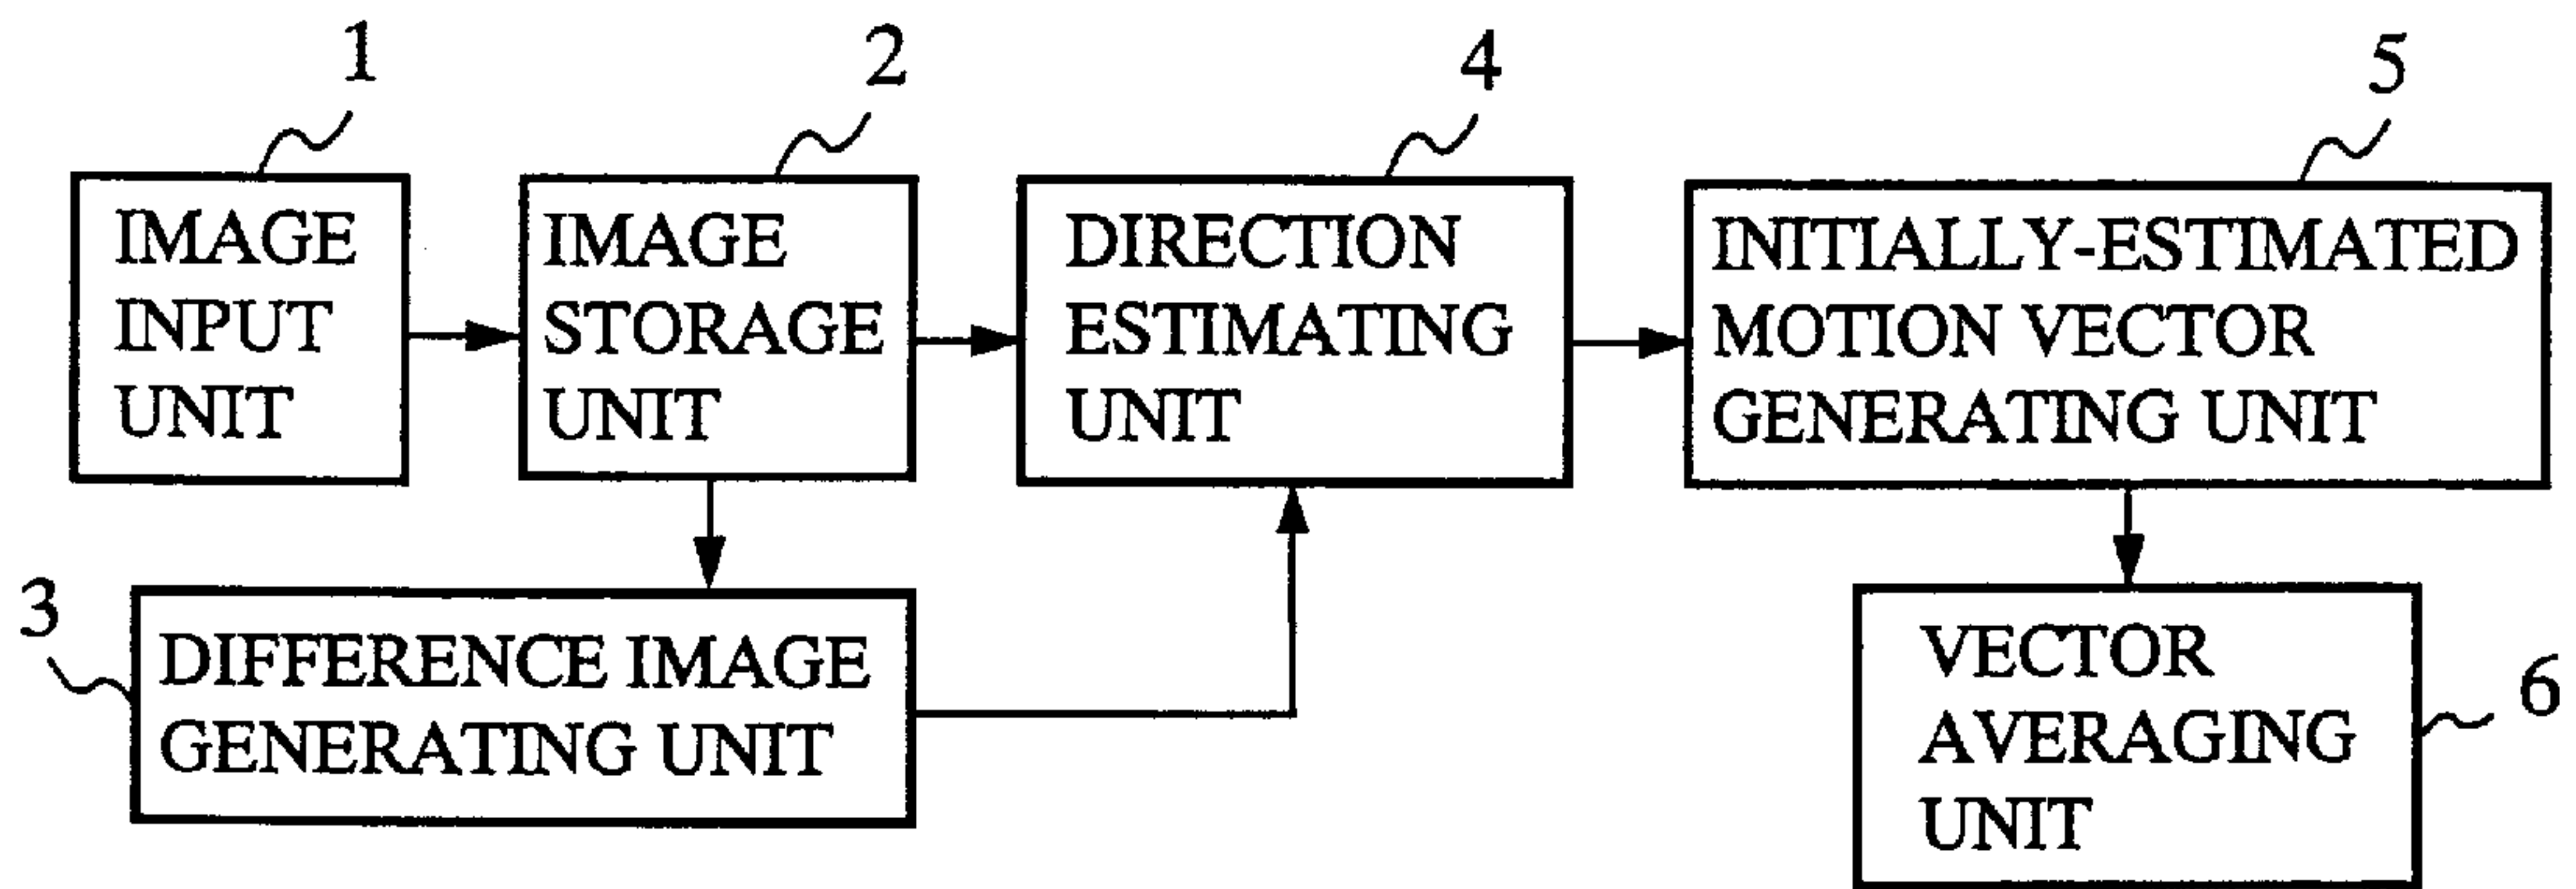 1
2
4
5
IMAGE
INPUT
UNIT
IMAGE
STORAGE
UNIT
DIRECTION
ESTIMATING
UNIT
INITIALLY-ESTIMATED
MOTION VECTOR
GENERATING UNIT
3
DIFFERENCE IMAGE
GENERATING UNIT
VECTOR
AVERAGING
UNIT
6